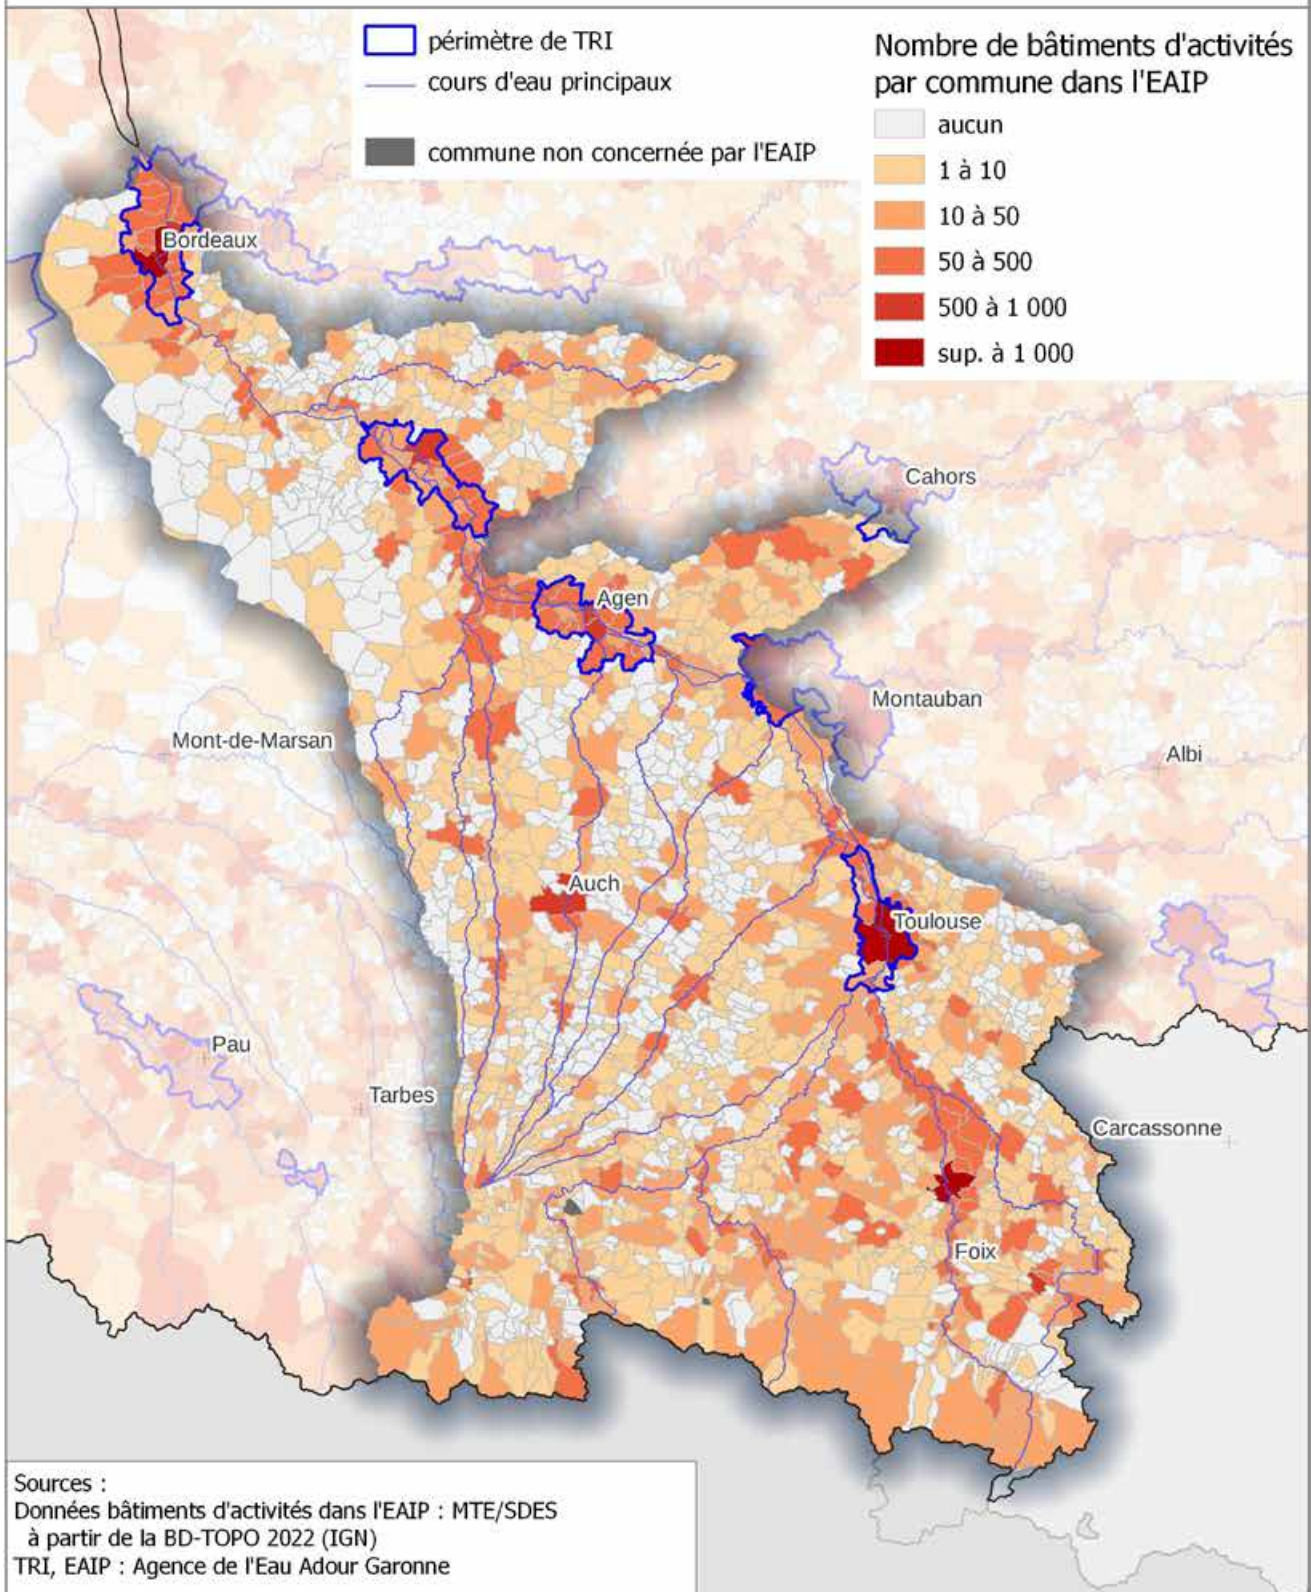 périmètre de TRI
cours d'eau principaux
commune non concernée par l'EAIP
Nombre de bâtiments d'activités
par commune dans l'EAIP
aucun
1 à 10
10 à 50
50 à 500
500 à 1 000
sup. à 1 000
Bordeaux
Cahors
Agen
Montauban
Mont-de-Marsan
Albi
Auch
Toulouse
Pau
Tarbes
Carcassonne
Foix
Sources :
Données bâtiments d'activités dans l'EAIP : MTE/SDES
à partir de la BD-TOPO 2022 (IGN)
TRI, EAIP : Agence de l'Eau Adour Garonne